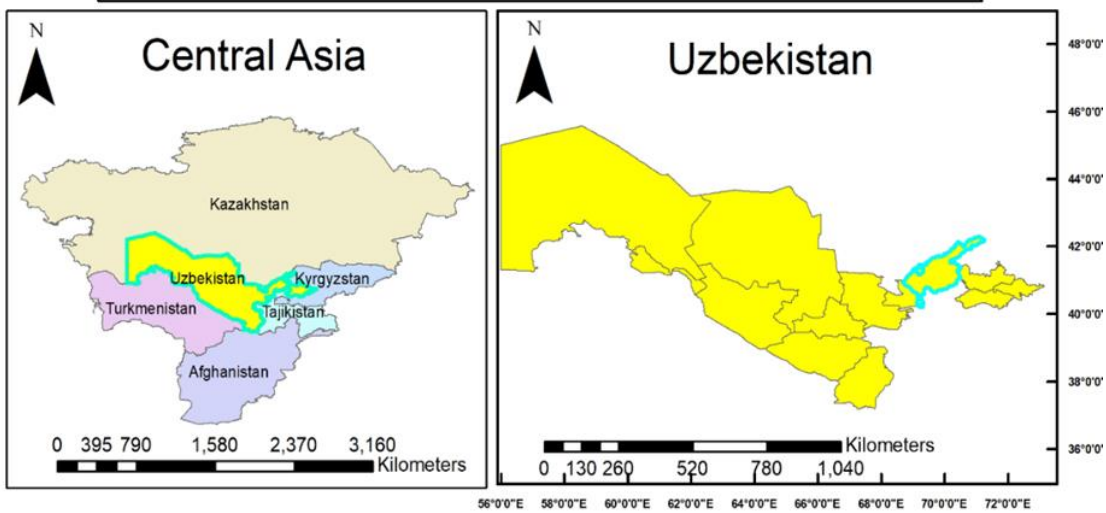 N
Central Asia
Kazakhstan
Uzbekistan
Kyrgyzstan
Turkmenistan
Tajikistan
Afghanistan
0 395 790 1,580 2,370 3,160
Kilometers
N
Uzbekistan
48°0'0"
46°0'0"
44°0'0"
42°0'0"
40°0'0"
38°0'0"
36°0'0"
Kilometers
0 130 260 520 780 1,040
56°0'0"E 58°0'0"E 60°0'0"E 62°0'0"E 64°0'0"E 66°0'0"E 68°0'0"E 70°0'0"E 72°0'0"E